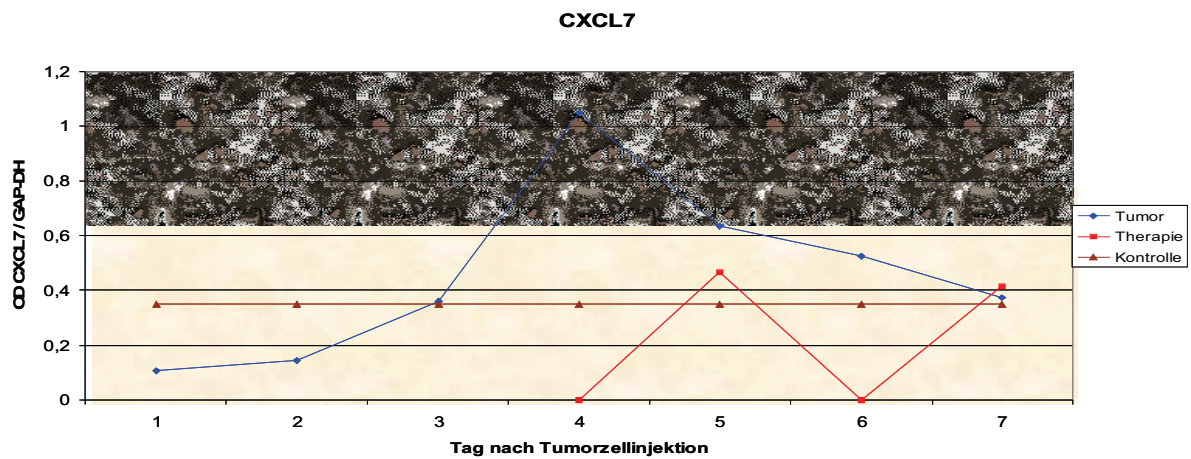 CXCL7
1,2
1
0,8
0,6
0,4
0,2
0
OD CXCL7 / GAP-DH
1 2 3 4 5 6 7
Tag nach Tumorzellinjektion
Tumor
Therapie
Kontrolle